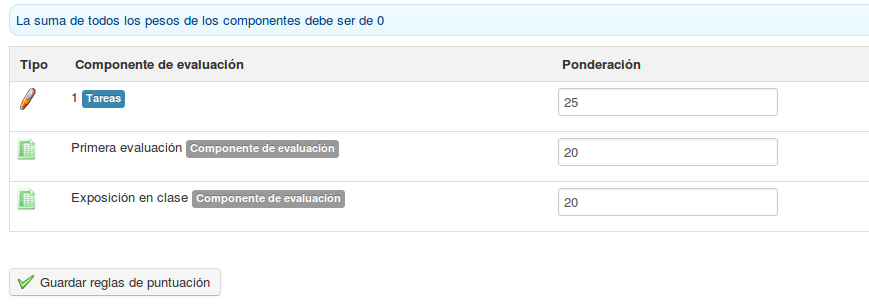 La suma de todos los pesos de los componentes debe ser de 0
Tipo Componente de evaluación Ponderación
1 Tareas 25
Primera evaluación Componente de evaluación 20
Exposición en clase Componente de evaluación 20
Guardar reglas de puntuación